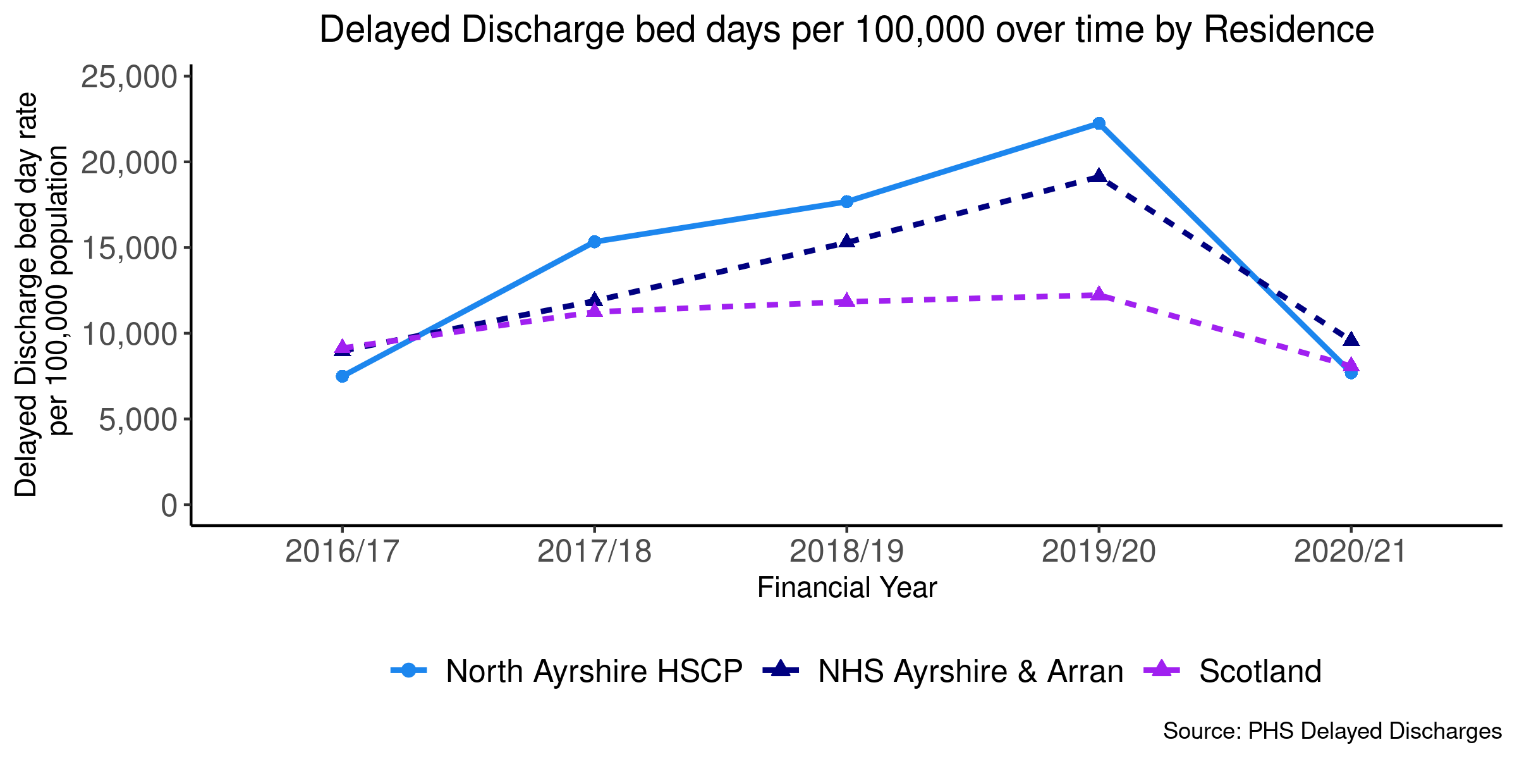 Delayed Discharge bed days per 100,000 over time by Residence
Delayed Discharge bed day rate
per 100,000 population
25,000
20,000
15,000
10,000
5,000
0
2016/17 2017/18 2018/19 2019/20 2020/21
Financial Year
North Ayrshire HSCP NHS Ayrshire & Arran Scotland
Source: PHS Delayed Discharges